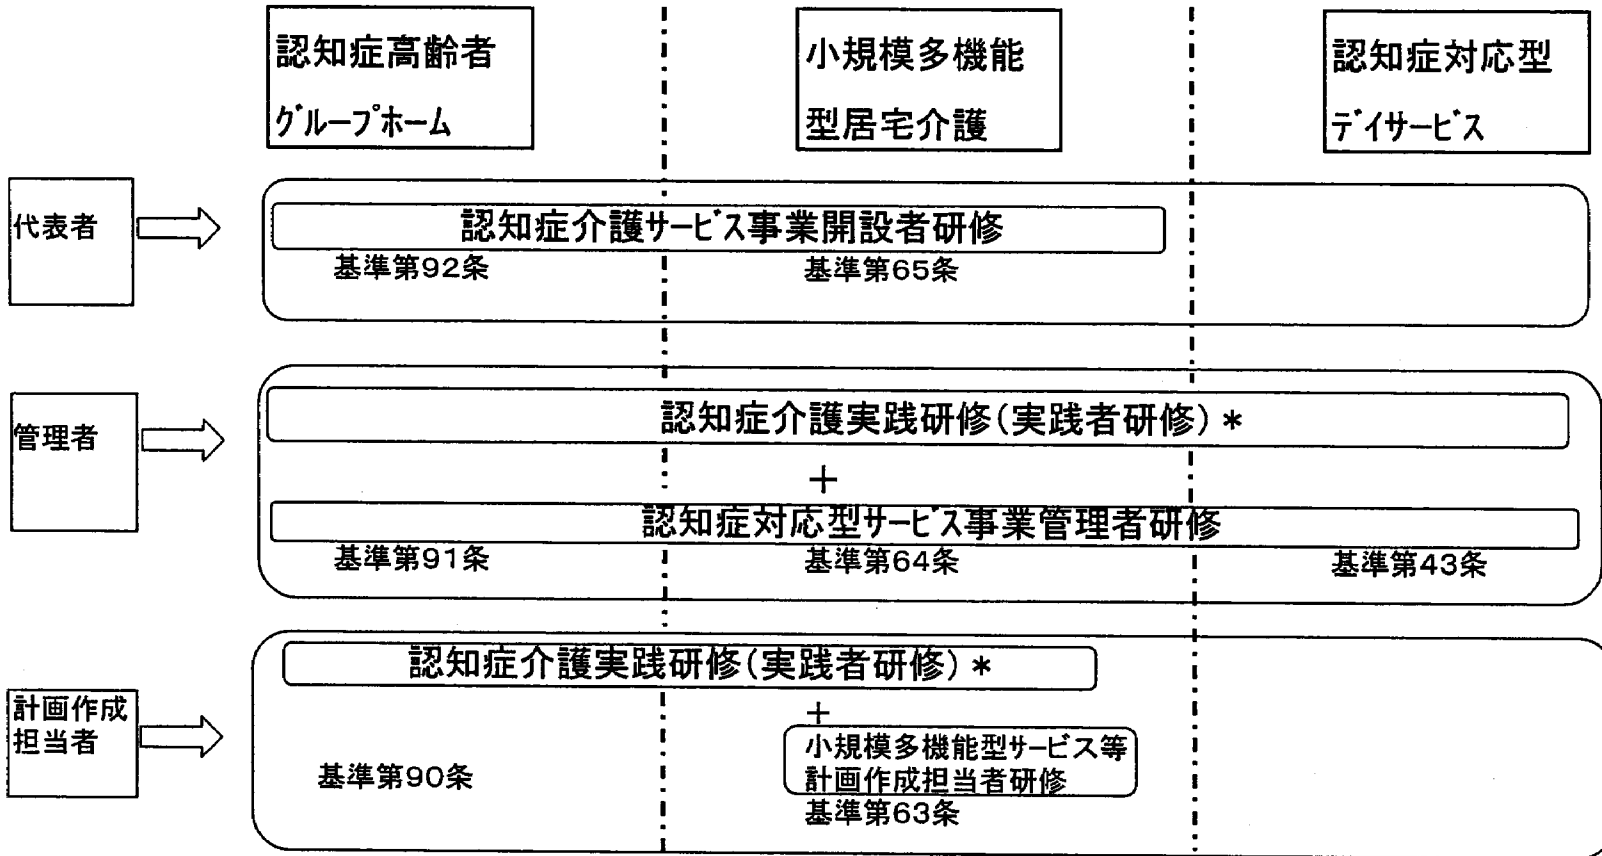 認知症高齢者
グループホーム
小規模多機能
型居宅介護
認知症対応型
デイサービス
代表者
認知症介護サービス事業開設者研修
基準第92条
基準第65条
管理者
認知症介護実践研修(実践者研修)*
+
認知症対応型サービス事業管理者研修
基準第91条
基準第64条
基準第43条
計画作成
担当者
認知症介護実践研修(実践者研修)*
+
小規模多機能型サービス等
計画作成担当者研修
基準第90条
基準第63条